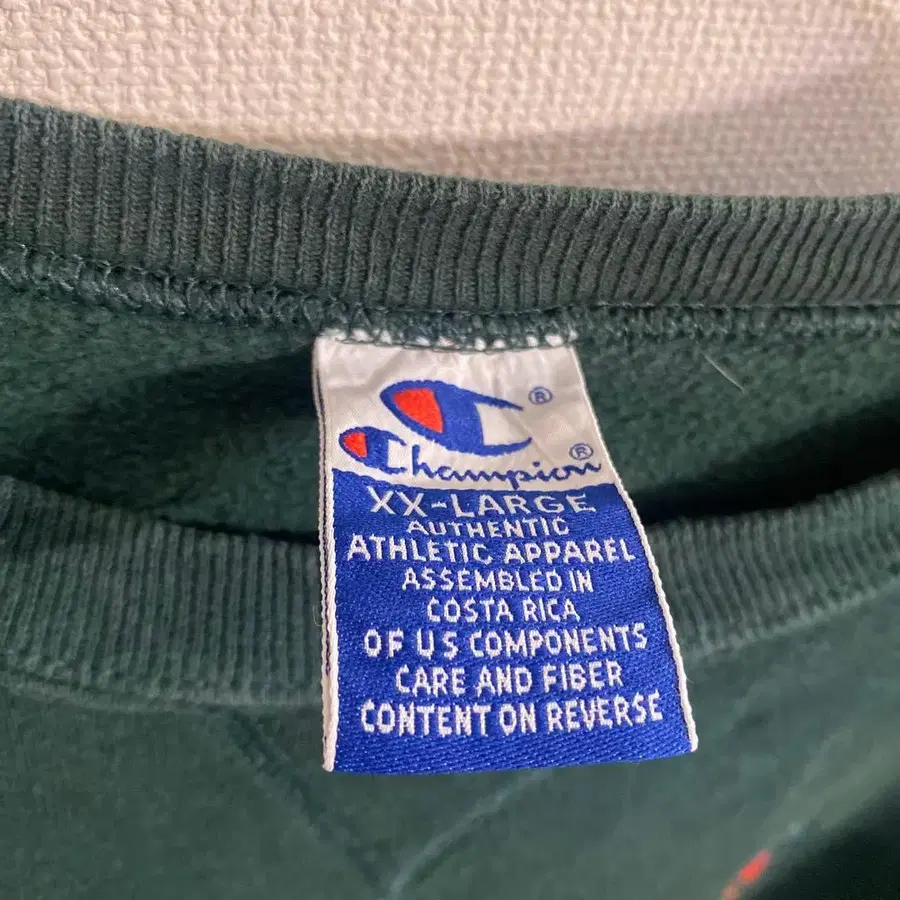 ®
Champion®
XX-LARGE
AUTHENTIC
ATHLETIC APPAREL
ASSEMBLED IN
COSTA RICA
OF US COMPONENTS
CARE AND FIBER
CONTENT ON REVERSE